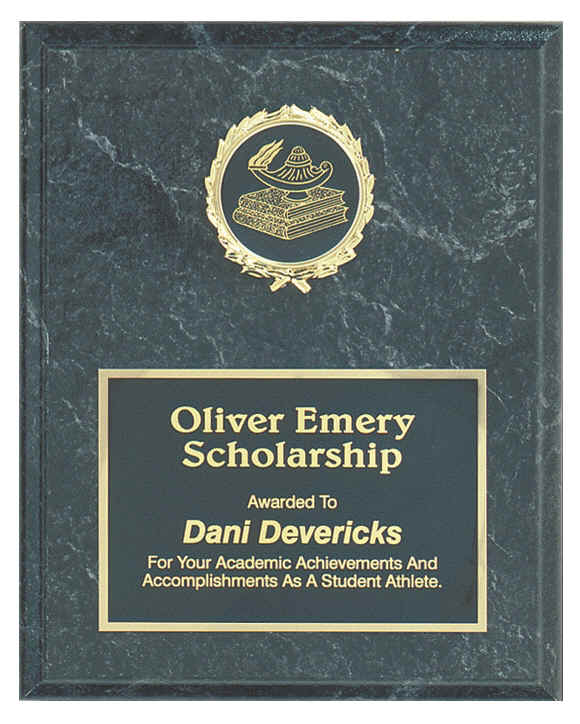 Oliver Emery
Scholarship
Awarded To
Dani Devericks
For Your Academic Achievements And
Accomplishments As A Student Athlete.